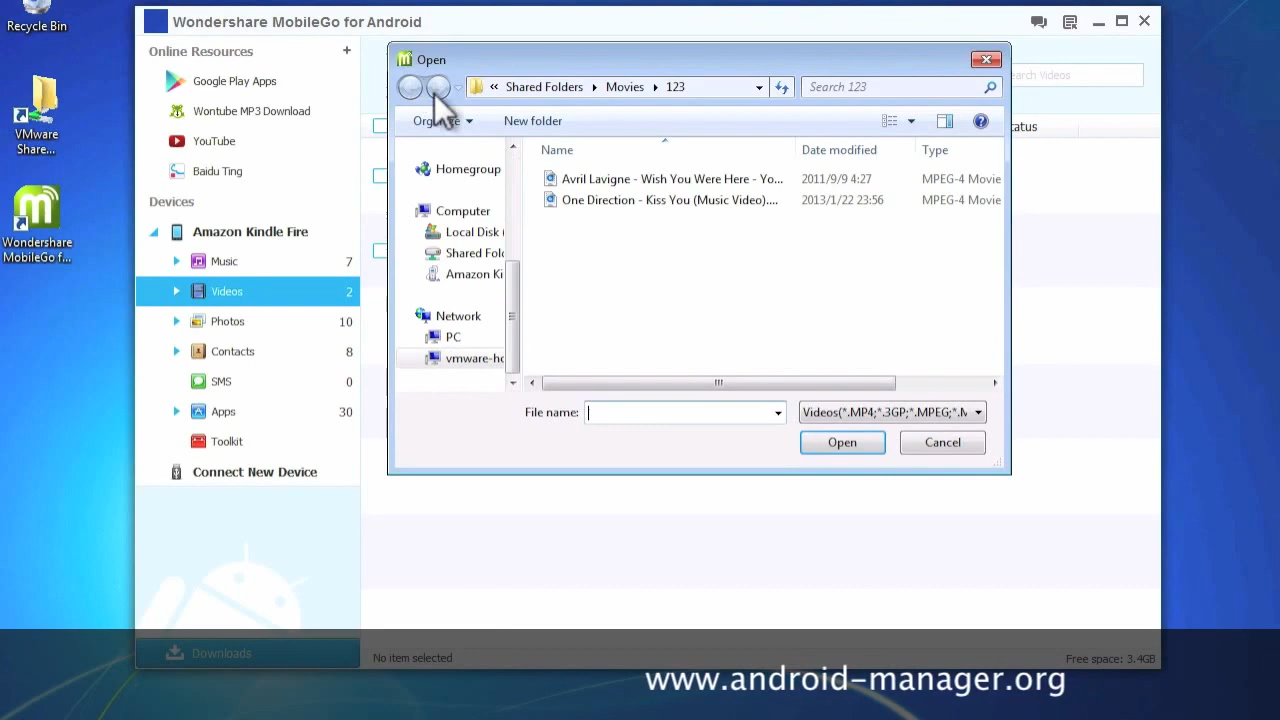 Recycle Bin
VMware
Share...
Wondershare
MobileGo f...
Wondershare MobileGo for Android
Online Resources +
Google Play Apps
Wontube MP3 Download
YouTube
Baidu Ting
Devices
Amazon Kindle Fire
Music 7
Videos 2
Photos 10
Contacts 8
SMS 0
Apps 30
Toolkit
Connect New Device
Downloads
Open
« Shared Folders Movies 123
Search 123
New folder
Homegroup
Computer
Local Disk
Shared Fol
Amazon Ki
Network
PC
vmware-ho
Name Date modified Type
Avril Lavigne - Wish You Were Here - Yo... 2011/9/9 4:27 MPEG-4 Movie
One Direction - Kiss You (Music Video).... 2013/1/22 23:56 MPEG-4 Movie
File name:
Videos(*.MP4;*.3GP;*.MPEG;*.M
Open Cancel
earch Videos
tatus
No item selected
Free space: 3.4GB
www.android-manager.org